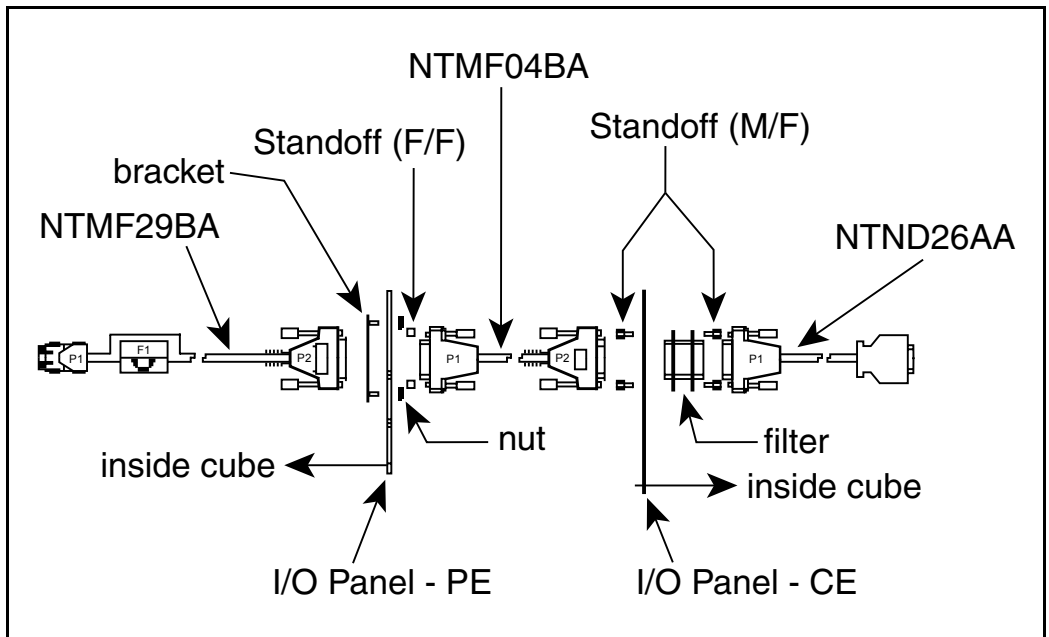 NTMF04BA
Standoff (F/F)
Standoff (M/F)
bracket
NTMF29BA
NTND26AA
P1
F1
P2
P1
P2
P1
nut
filter
inside cube
inside cube
I/O Panel - PE
I/O Panel - CE